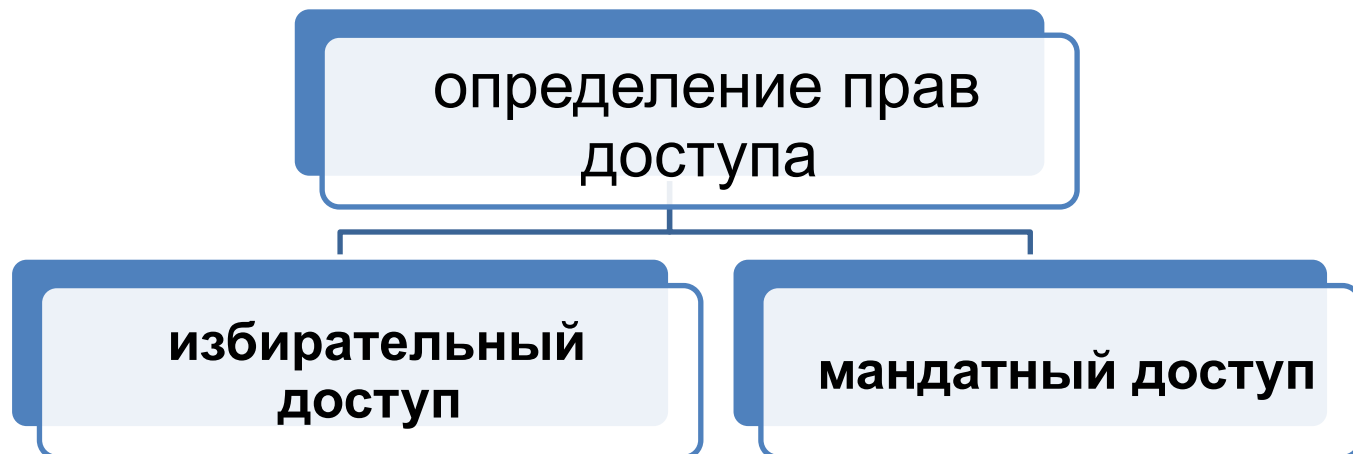 определение прав
доступа
избирательный
доступ
мандатный доступ